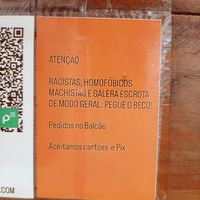 ATENÇÃO
RACISTAS, HOMOFÓBICOS
MACHISTAS E GALERA ESCROTA
DE MODO GERAL: PEGUE O BECO!
Pedidos no Balcão
Aceitamos cartões e Pix
P
.COM